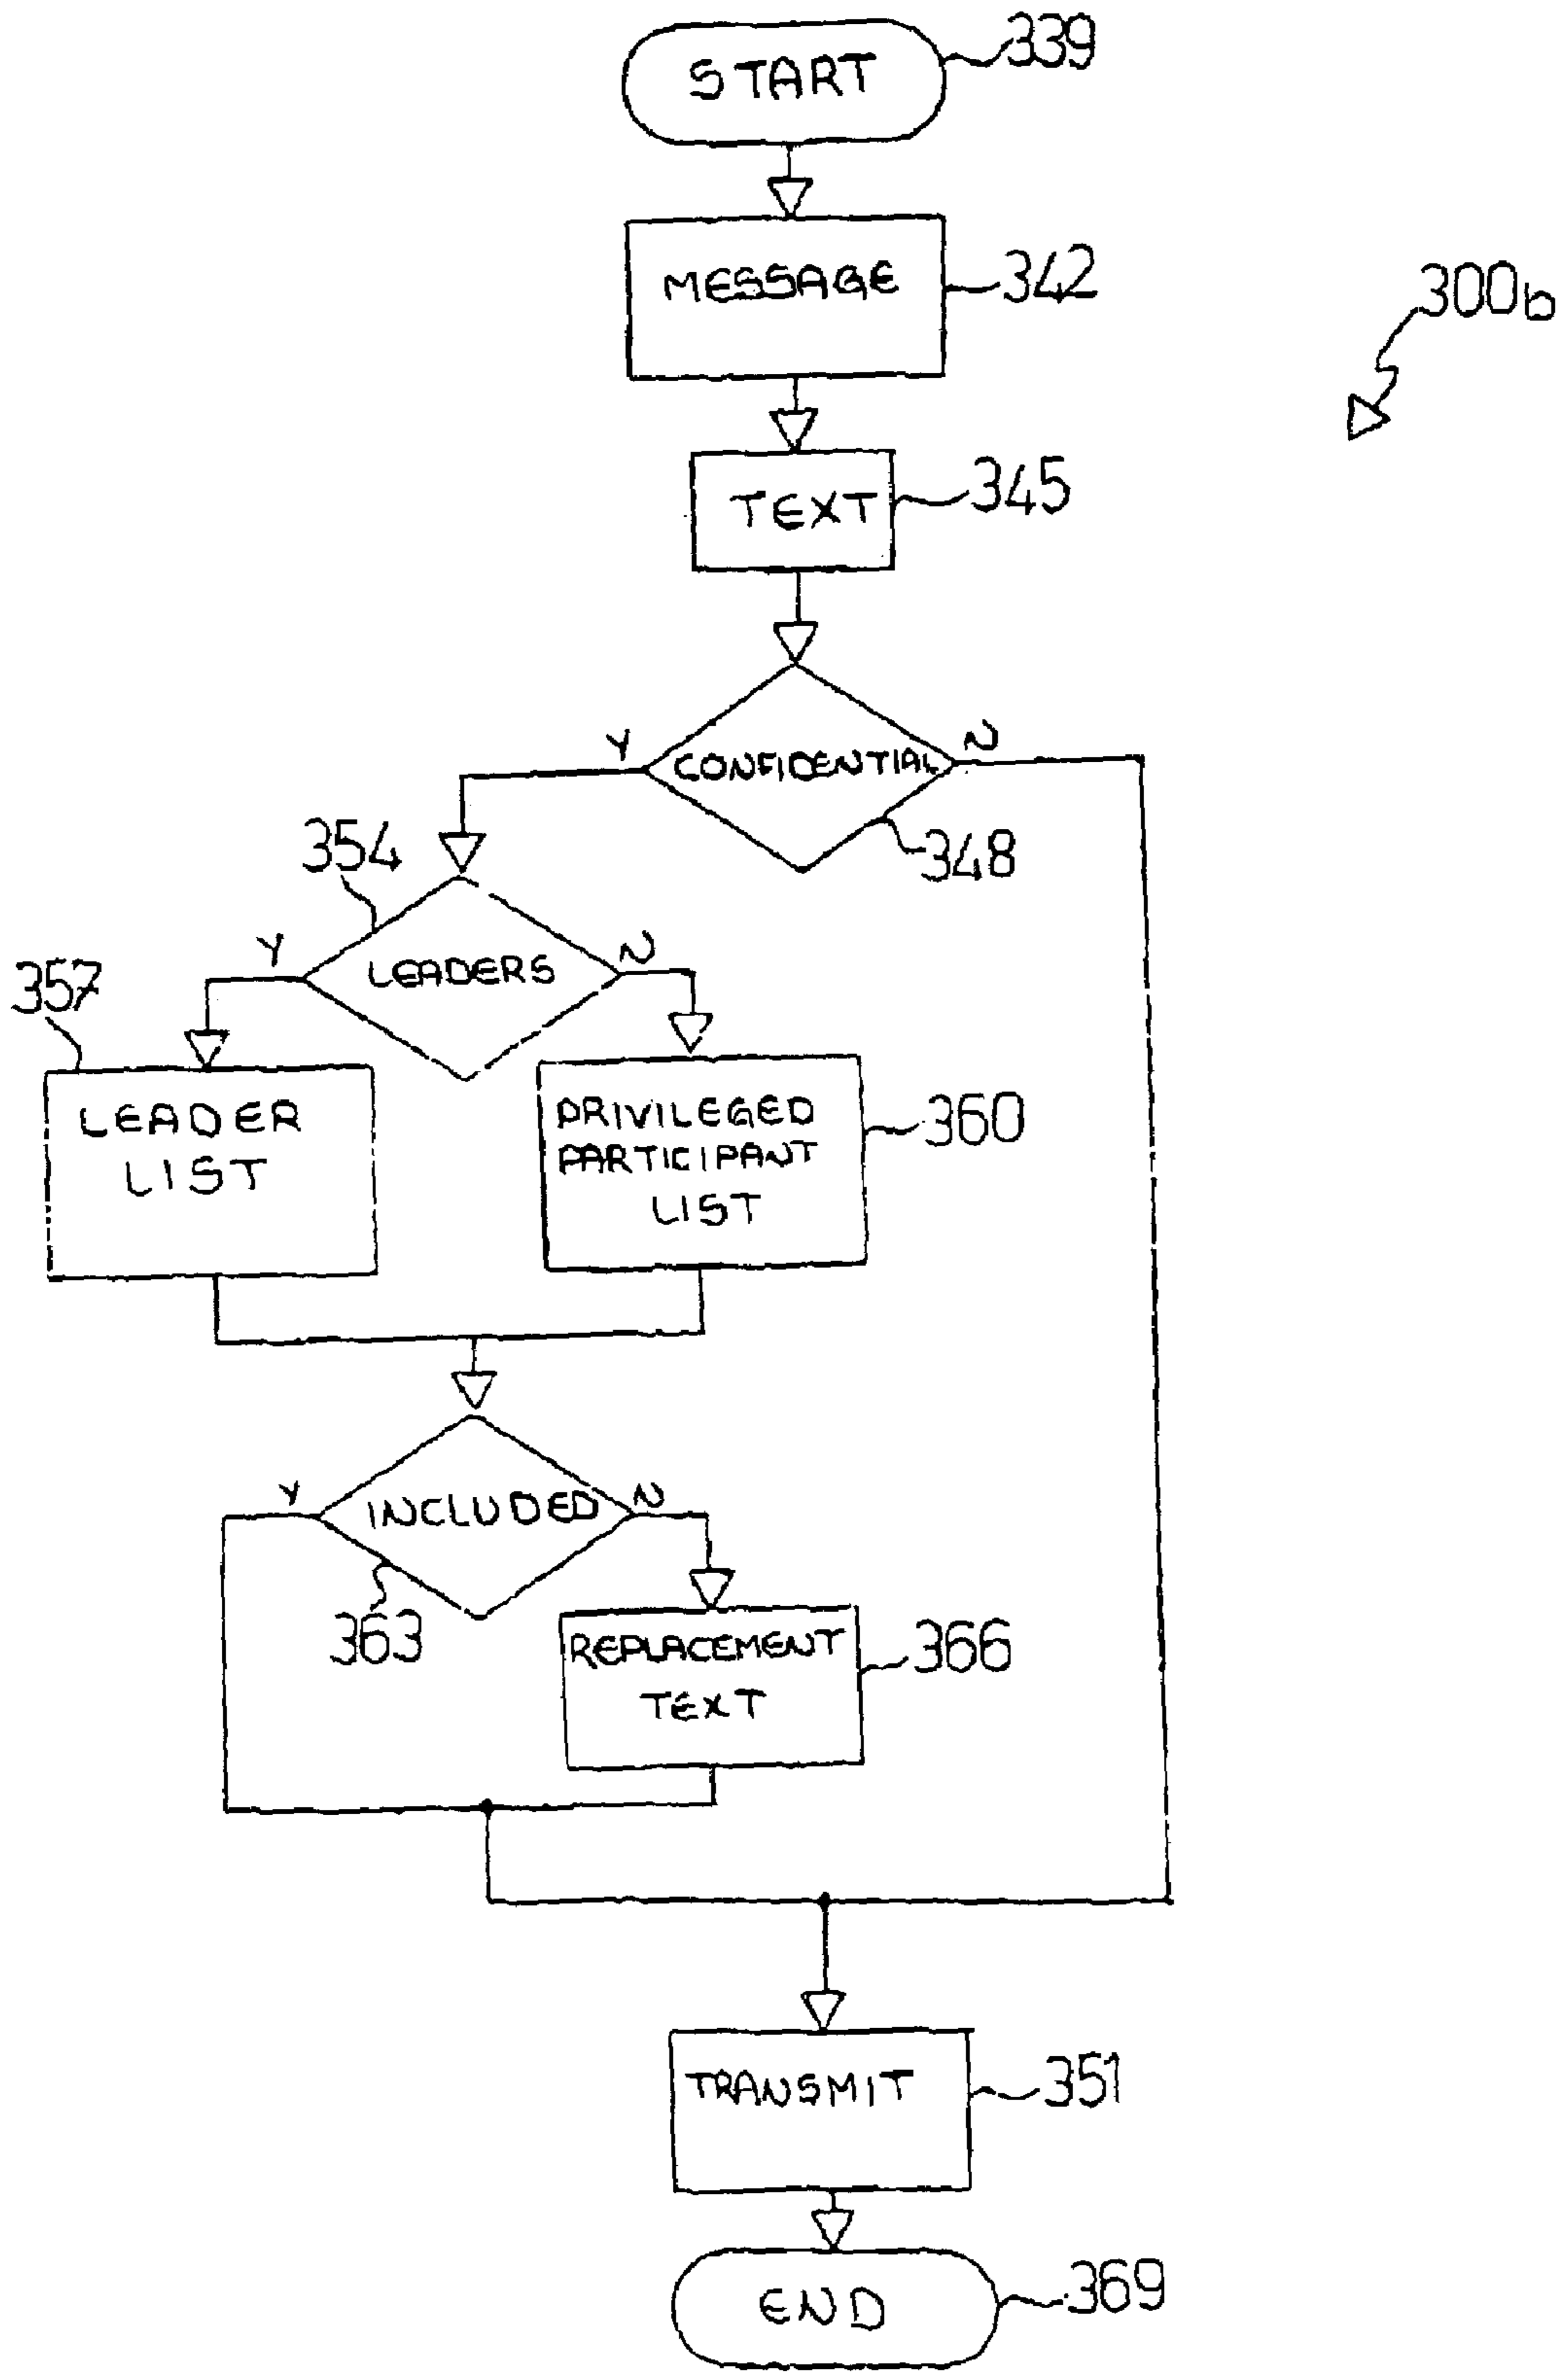 START
339
MESSAGE
342
300b
TEXT
345
Y
CONFIDENTIAL
N
348
354
Y
LEADERS
N
357
LEADER
LIST
PRIVILEGED
PARTICIPANT
LIST
360
Y
INCLUDED
N
363
REPLACEMENT
TEXT
366
TRANSMIT
351
END
369